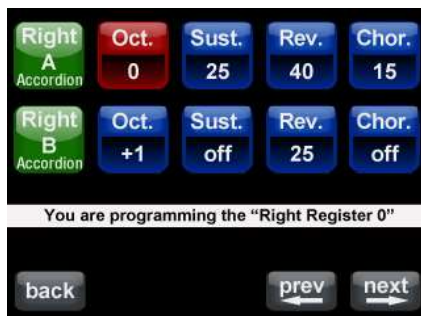 Right Oct. Sust. Rev. Chor.
A 0 25 40 15
Accordion
Right Oct. Sust. Rev. Chor.
B +1 off 25 off
Accordion
You are programming the “Right Register 0”
back prev next